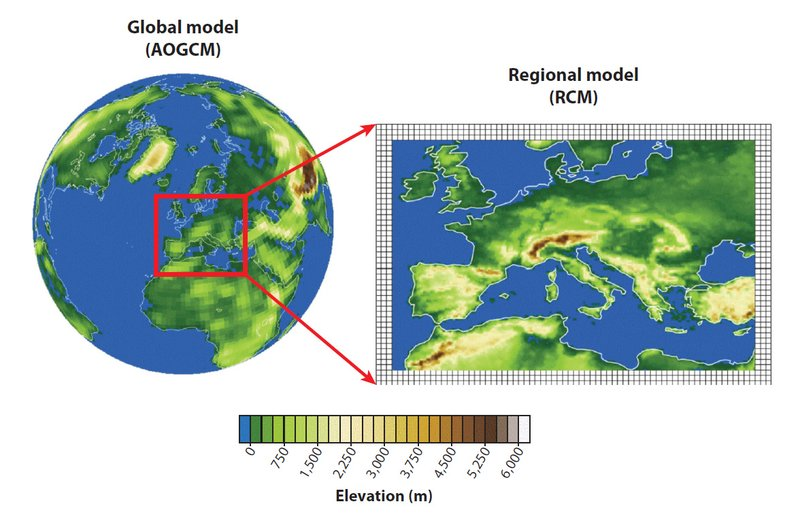 Global model
(AOGCM)
Regional model
(RCM)
0
750
1,500
2,250
3,000
3,750
4,500
5,250
6,000
Elevation (m)